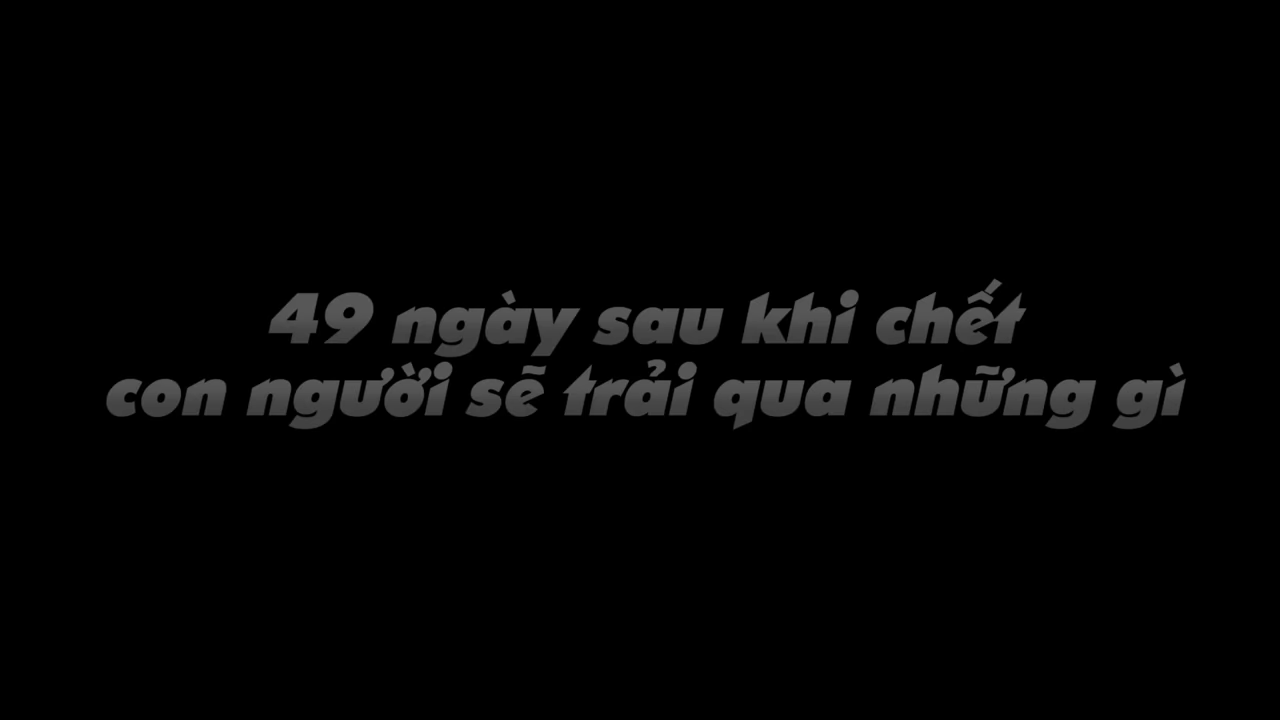 49 ngày sau khi chết
con người sẽ trải qua những gì